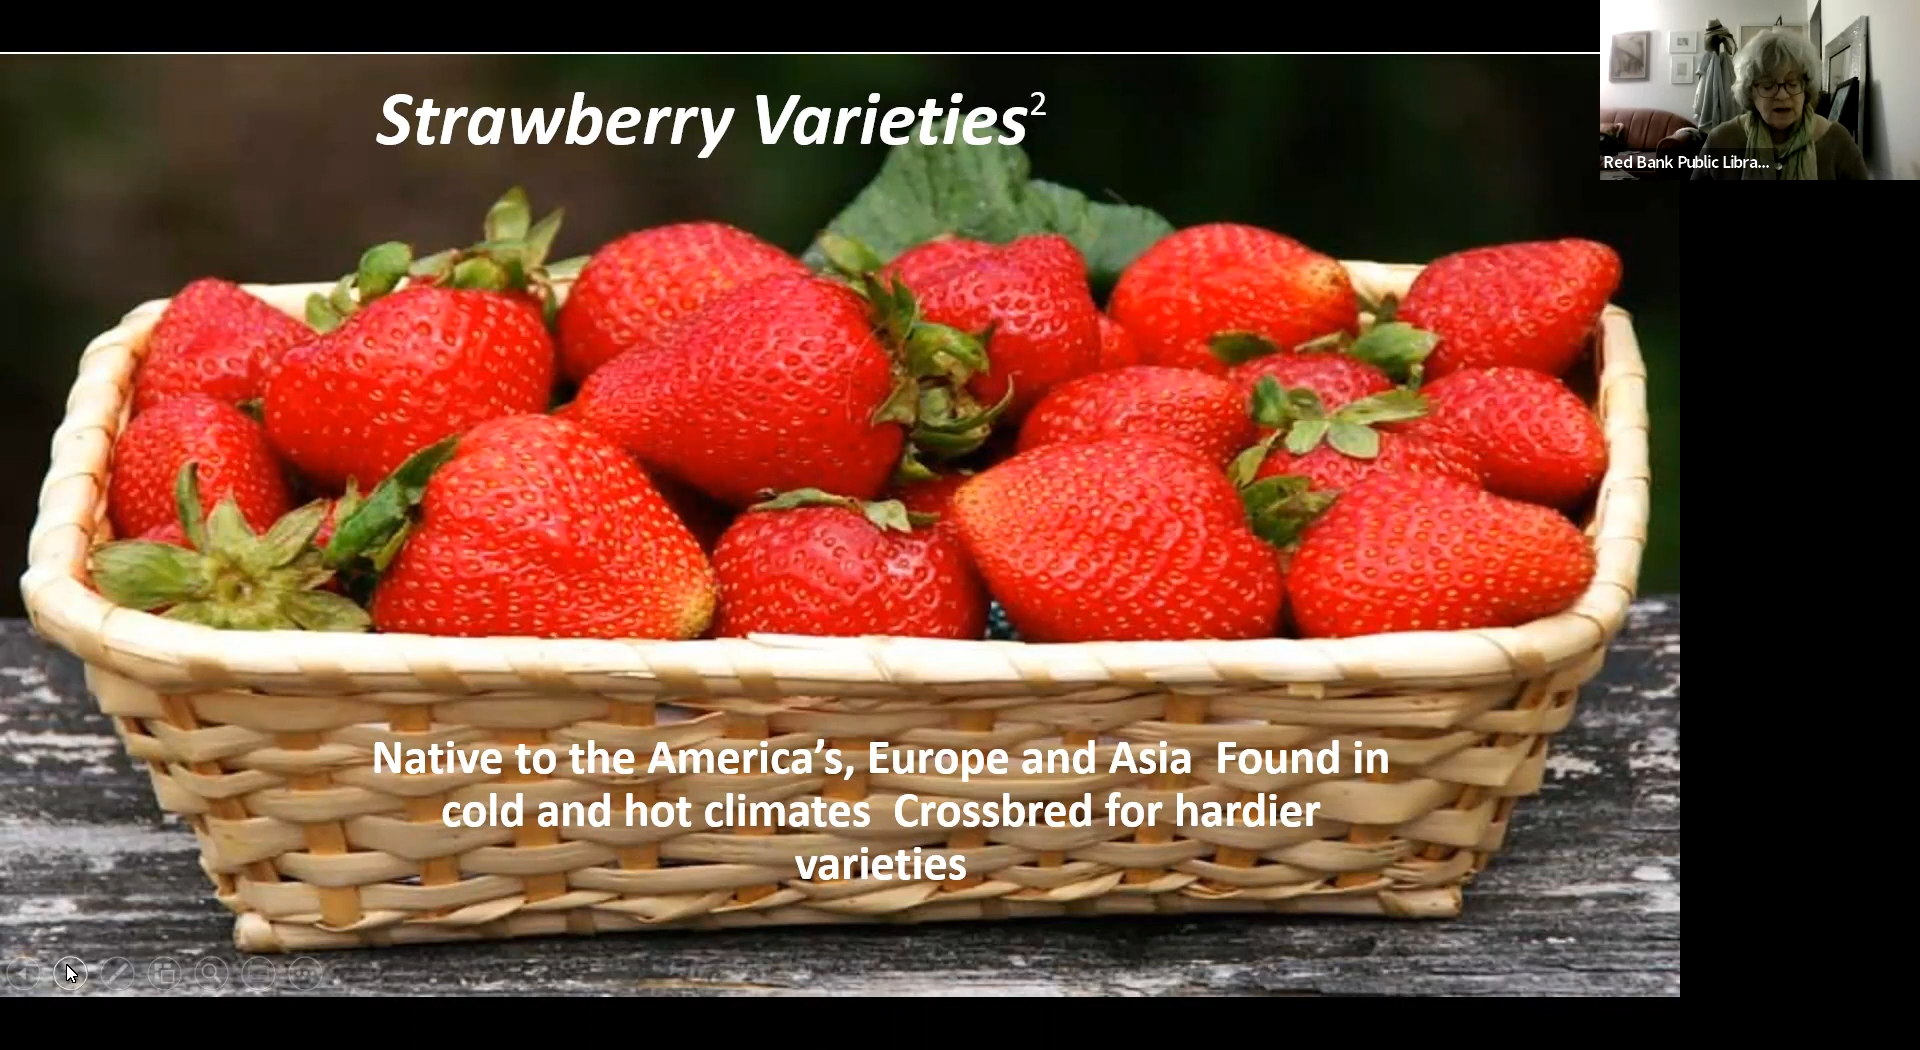 Strawberry Varieties2
Red Bank Public Libra...
Native to the America’s, Europe and Asia  Found in
cold and hot climates  Crossbred for hardier
varieties